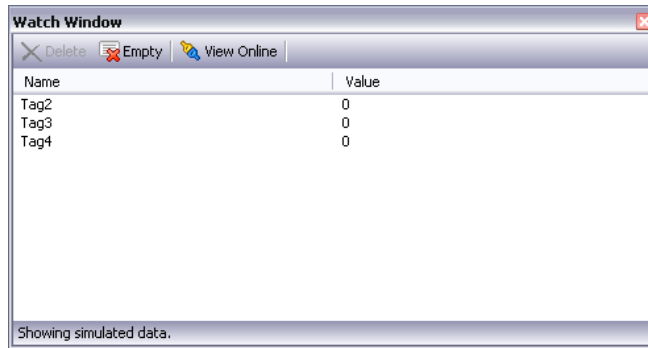 Watch Window
Delete Empty View Online
Name Value
Tag2 0
Tag3 0
Tag4 0
Showing simulated data.